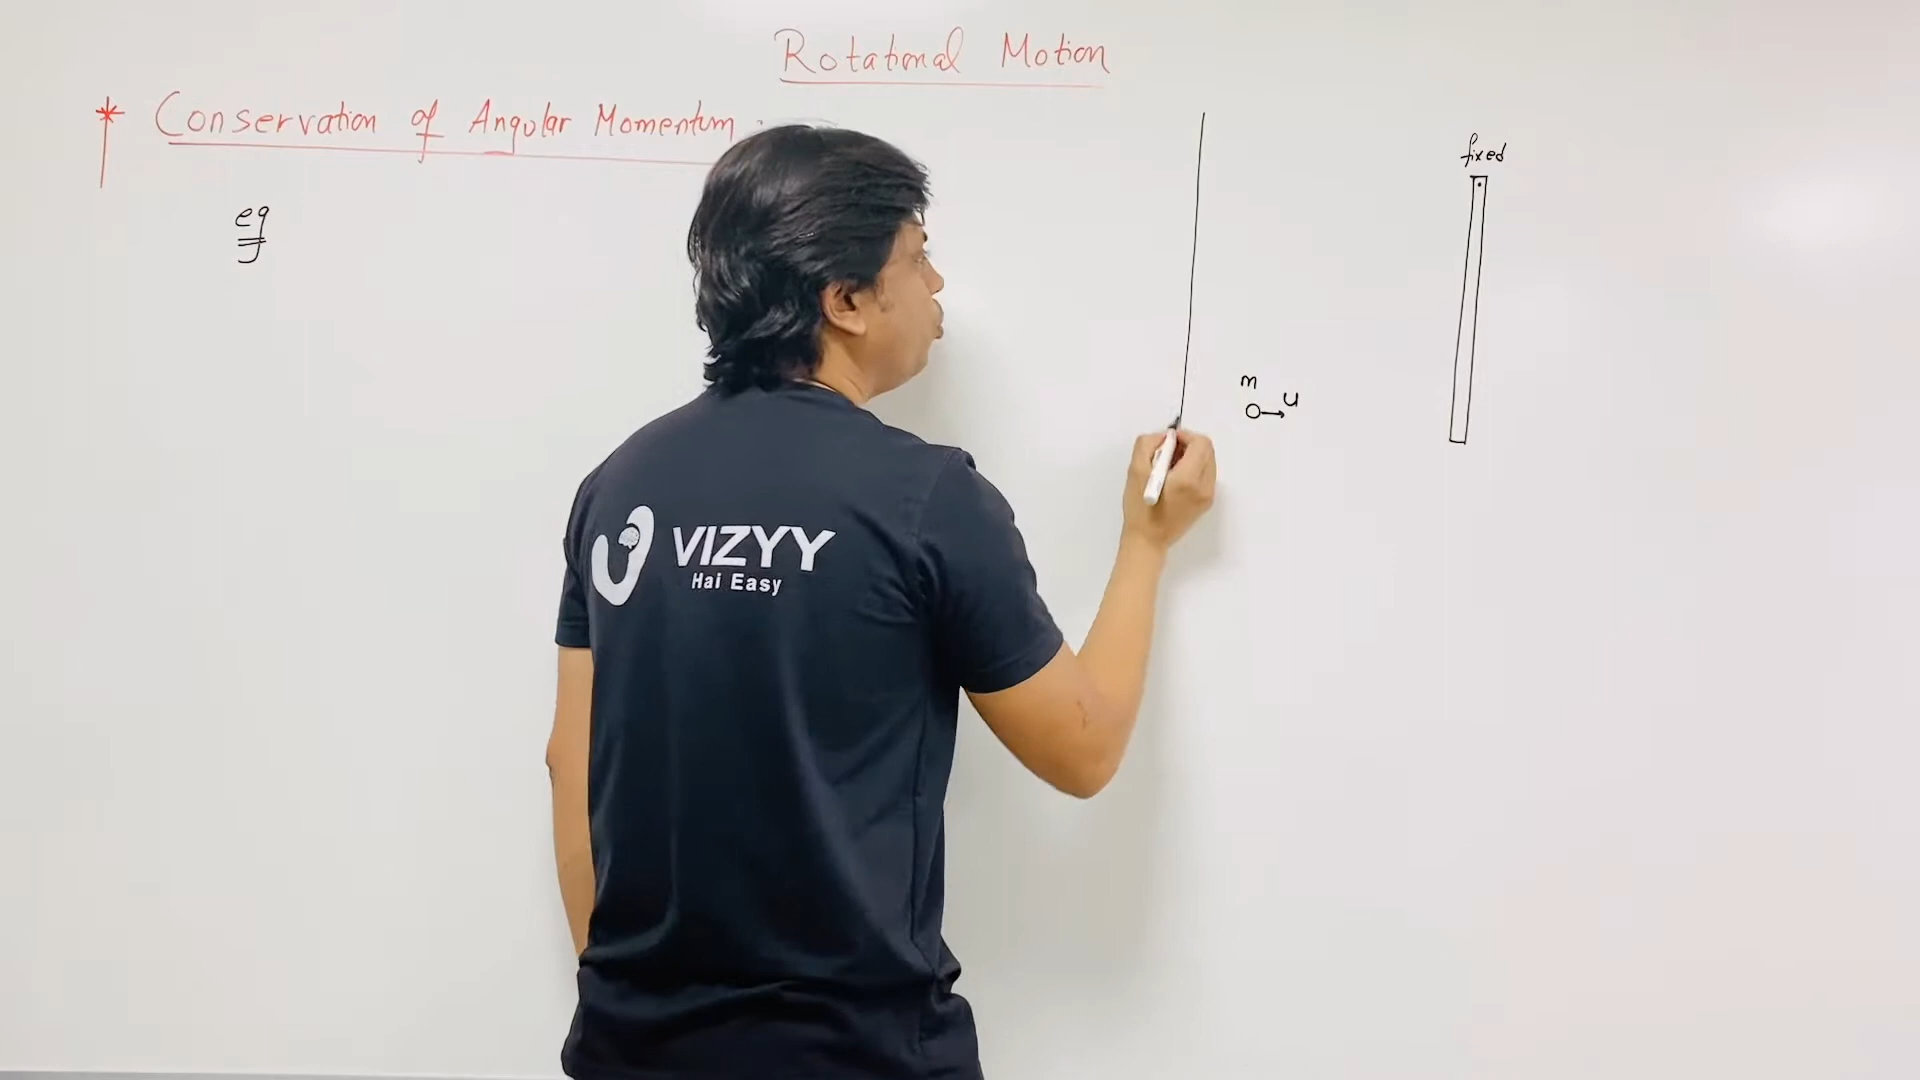 Rotational Motion
* Conservation of Angular Momentum :
eg
fixed
m
u
VIZYY
Hai Easy